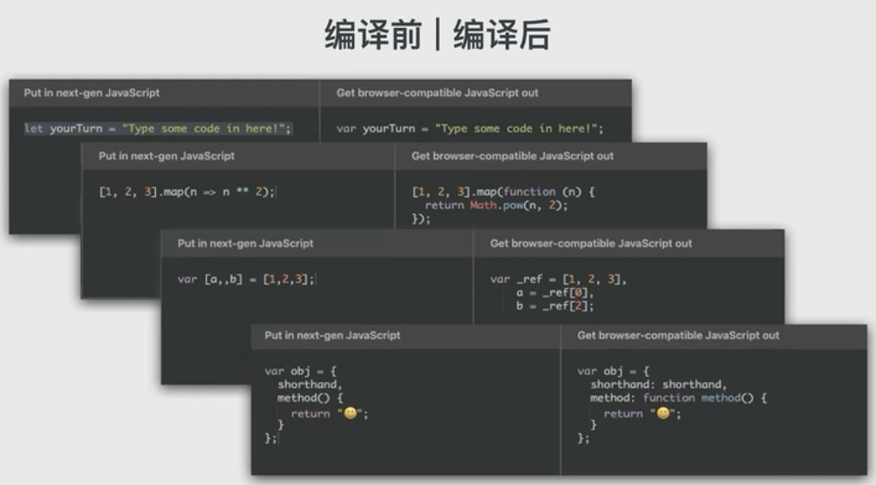 编译前 | 编译后
Put in next-gen JavaScript
Get browser-compatible JavaScript out
let yourTurn = "Type some code in here!";
var yourTurn = "Type some code in here!";
Put in next-gen JavaScript
Get browser-compatible JavaScript out
[1, 2, 3].map(n => n ** 2);
[1, 2, 3].map(function (n) {
  return Math.pow(n, 2);
});
Put in next-gen JavaScript
Get browser-compatible JavaScript out
var [a,,b] = [1,2,3];
var _ref = [1, 2, 3],
    a = _ref[0],
    b = _ref[2];
Put in next-gen JavaScript
Get browser-compatible JavaScript out
var obj = {
  shorthand,
  method() {
    return "😀";
  }
};
var obj = {
  shorthand: shorthand,
  method: function method() {
    return "😀";
  }
};